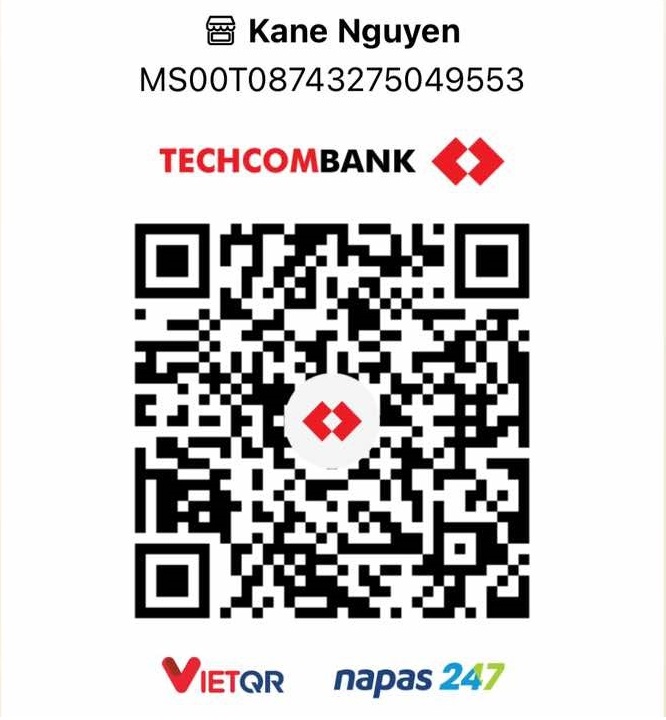 Kane Nguyen
MS00T08743275049553
TECHCOMBANK
VIETQR
napas 247